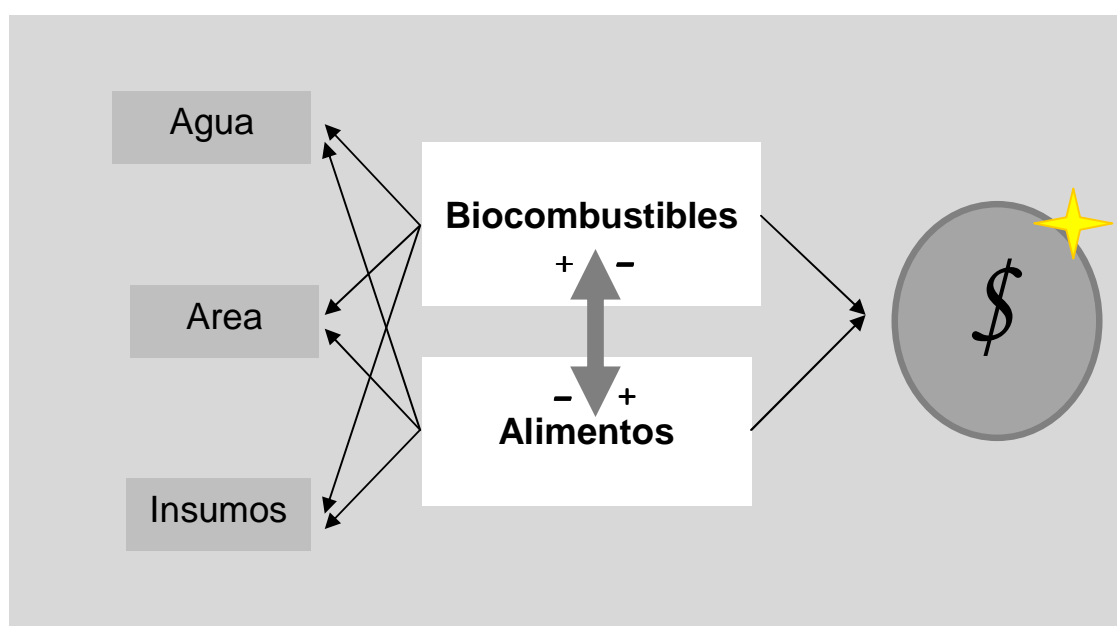 Agua
Biocombustibles
+ –
Area
$
– +
Alimentos
Insumos